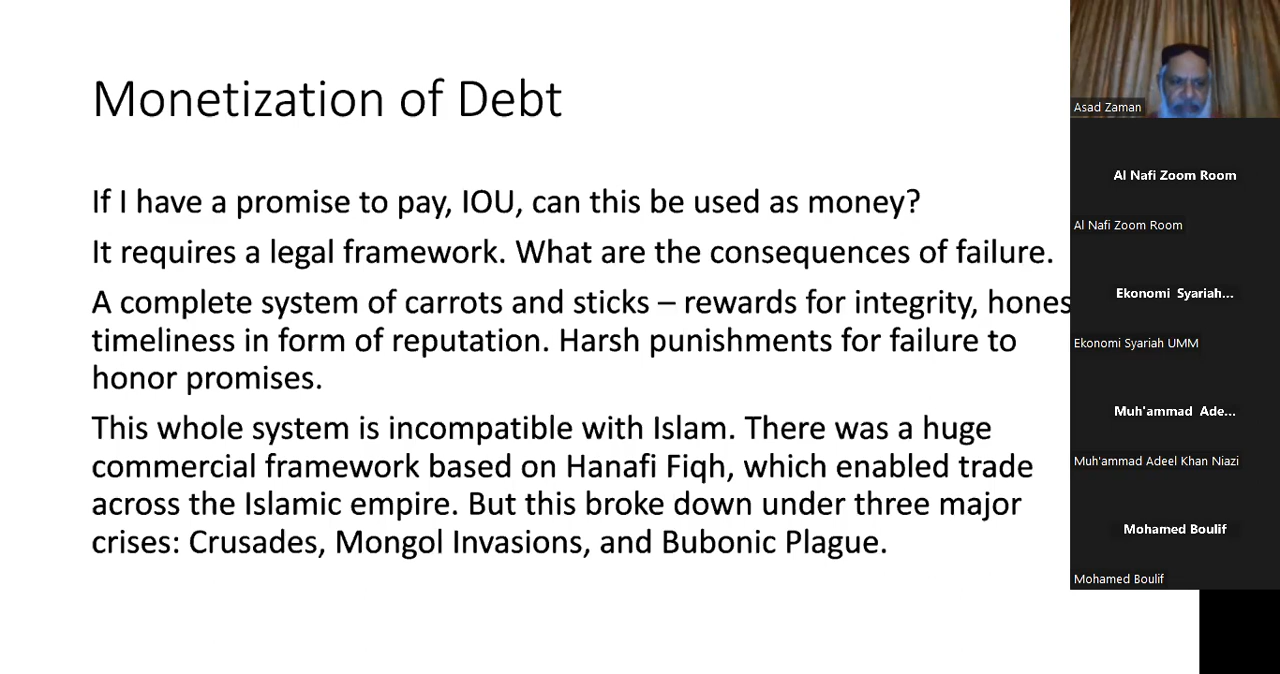 Monetization of Debt
If I have a promise to pay, IOU, can this be used as money?
It requires a legal framework. What are the consequences of failure.
A complete system of carrots and sticks – rewards for integrity, hones
timeliness in form of reputation. Harsh punishments for failure to
honor promises.
This whole system is incompatible with Islam. There was a huge
commercial framework based on Hanafi Fiqh, which enabled trade
across the Islamic empire. But this broke down under three major
crises: Crusades, Mongol Invasions, and Bubonic Plague.
Asad Zaman
Al Nafi Zoom Room
Al Nafi Zoom Room
Ekonomi Syariah...
Ekonomi Syariah UMM
Muh'ammad Ade...
Muh'ammad Adeel Khan Niazi
Mohamed Boulif
Mohamed Boulif